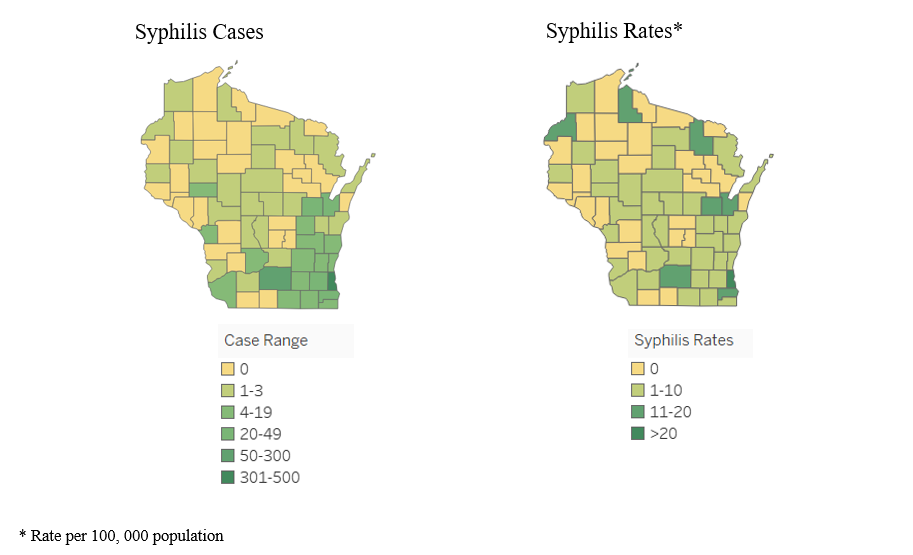 Syphilis Cases
Syphilis Rates*
Case Range
0
1-3
4-19
20-49
50-300
301-500
Syphilis Rates
0
1-10
11-20
>20
* Rate per 100, 000 population